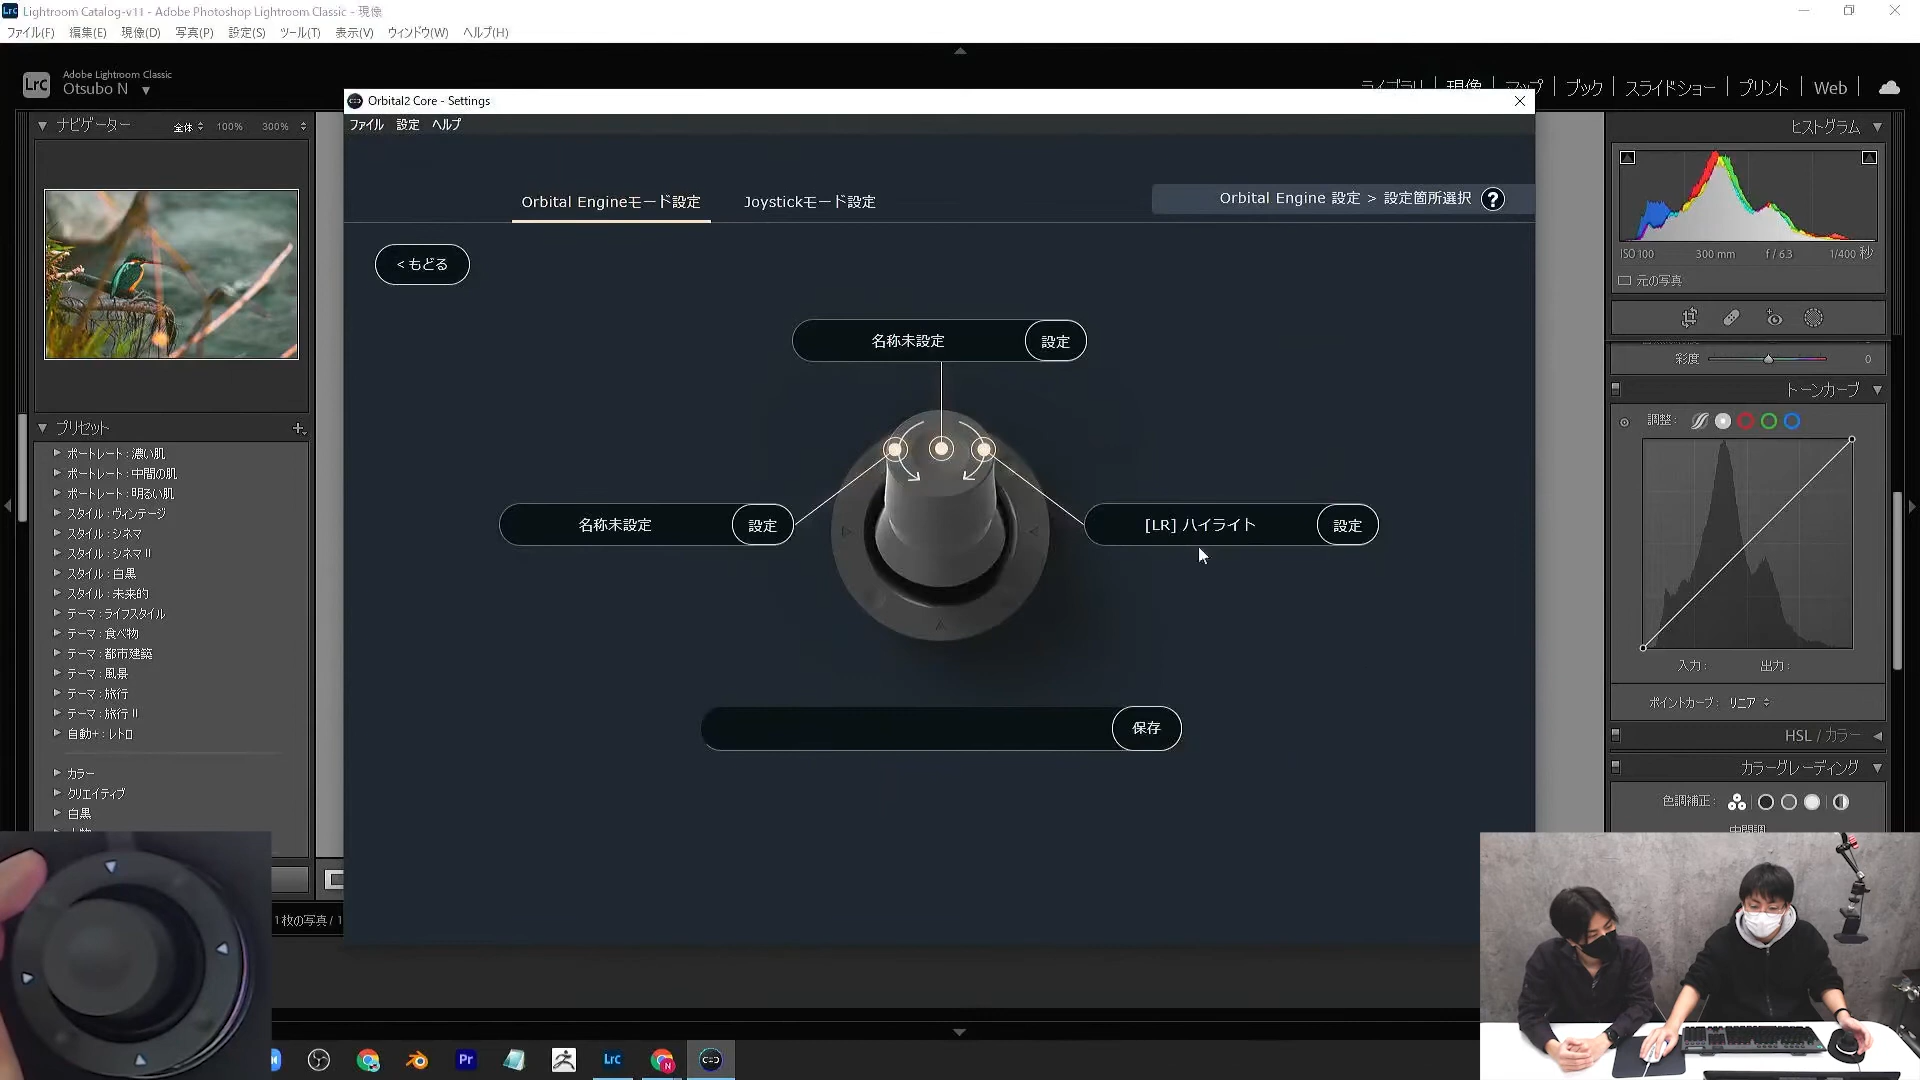 Lightroom Catalog-v11 - Adobe Photoshop Lightroom Classic - 現像
ファイル(F) 編集(E) 現像(D) 写真(P) 設定(S) ツール(T) 表示(V) ウィンドウ(W) ヘルプ(H)
LrC
Adobe Lightroom Classic
Otsubo N
ライブラリ 現像 マップ ブック スライドショー プリント Web
Orbital2 Core - Settings
ファイル 設定 ヘルプ
Orbital Engineモード設定
Joystickモード設定
Orbital Engine 設定 > 設定箇所選択 ?
< もどる
名称未設定 設定
名称未設定 設定
[LR] ハイライト 設定
保存
ナビゲーター 全体 100% 300%
プリセット
ポートレート : 濃い肌
ポートレート : 中間の肌
ポートレート : 明るい肌
スタイル : ヴィンテージ
スタイル : シネマ
スタイル : シネマ II
スタイル : 白黒
スタイル : 未来的
テーマ : ライフスタイル
テーマ : 食べ物
テーマ : 都市建築
テーマ : 風景
テーマ : 旅行
テーマ : 旅行 II
自動+ : レトロ
カラー
クリエイティブ
白黒
1 枚の写真 / 1
ヒストグラム
ISO 100 300 mm f / 6.3 1/400 秒
元の写真
彩度 0
トーンカーブ
調整 :
入力 : 出力 :
ポイントカーブ : リニア
HSL / カラー
カラーグレーディング
色調補正 :
中間調
Pr
LrC
N